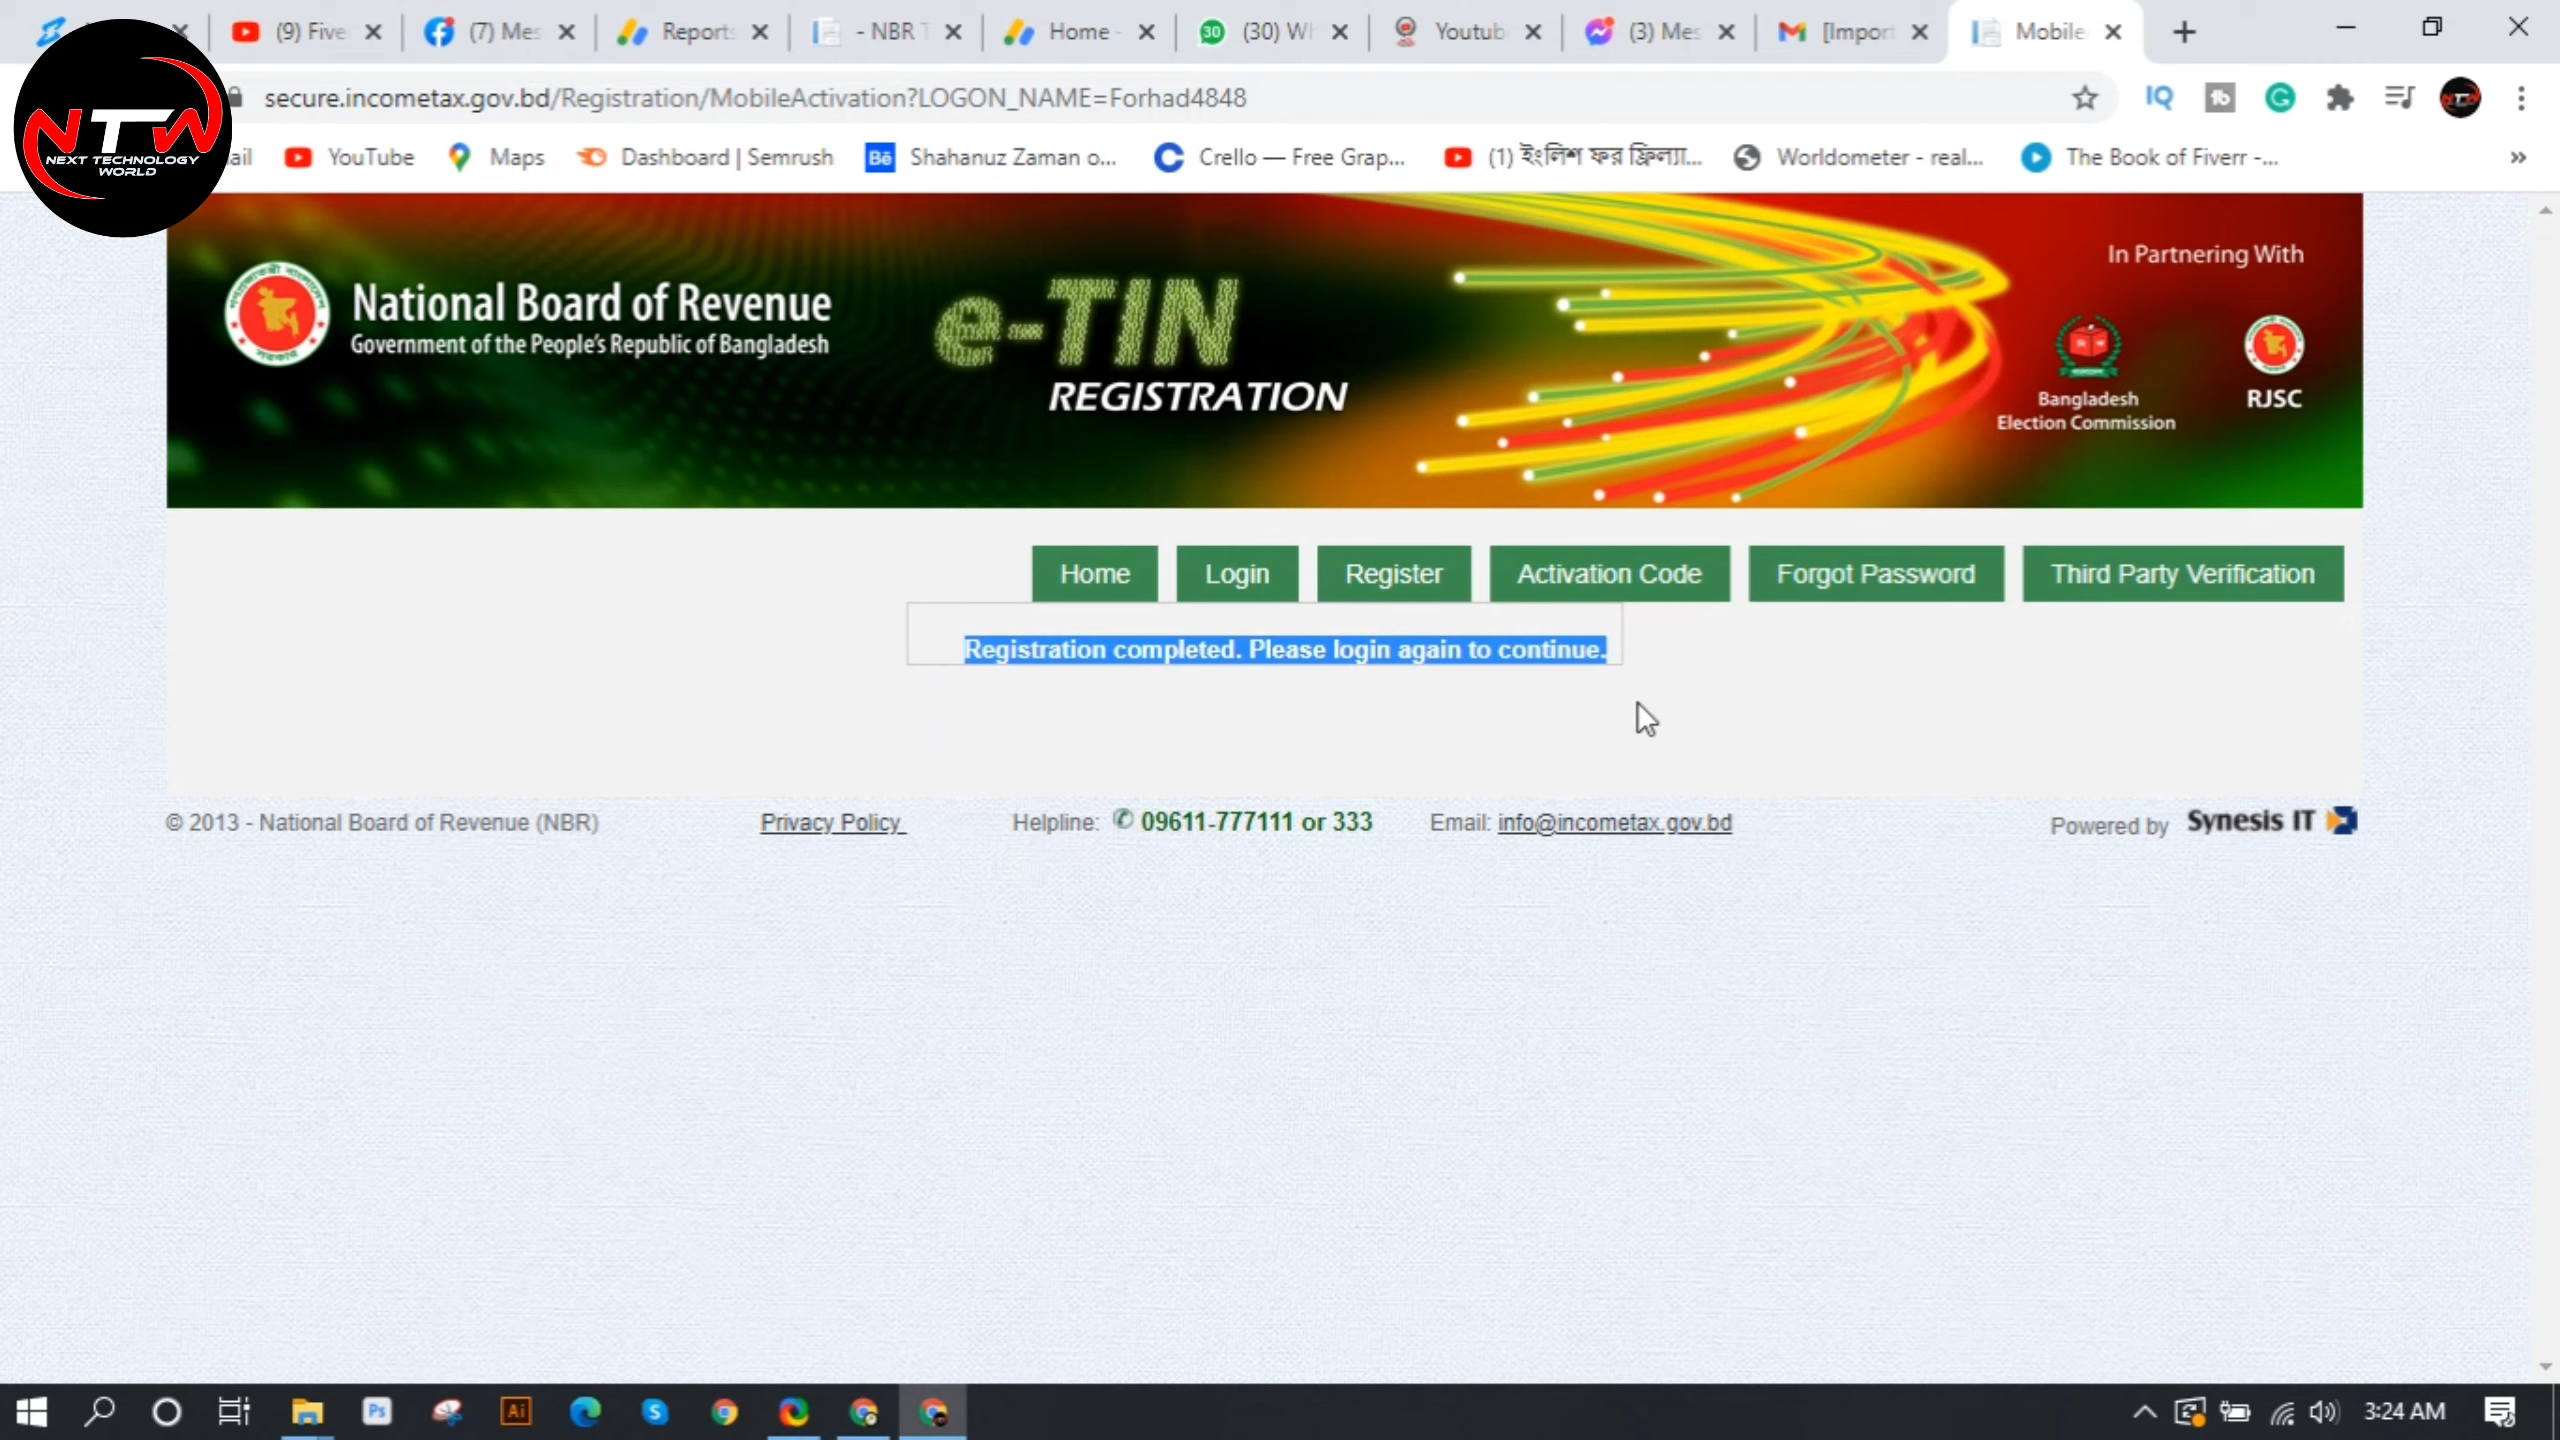 (9) Five
(7) Mes
Reports
- NBR T
Home -
30
(30) Wh
Youtub
(3) Mes
[Impor
Mobile
secure.incometax.gov.bd/Registration/MobileActivation?LOGON_NAME=Forhad4848
NTW
NEXT TECHNOLOGY
WORLD
ail
YouTube
Maps
Dashboard | Semrush
Bē
Shahanuz Zaman o...
Crello — Free Grap...
(1) ইংলিশ ফর ফ্রিল্যা...
Worldometer - real...
The Book of Fiverr -...
»
National Board of Revenue
Government of the People's Republic of Bangladesh
e-TIN
REGISTRATION
In Partnering With
Bangladesh
Election Commission
RJSC
Home
Login
Register
Activation Code
Forgot Password
Third Party Verification
Registration completed. Please login again to continue.
© 2013 - National Board of Revenue (NBR)
Privacy Policy
Helpline: 09611-777111 or 333
Email: info@incometax.gov.bd
Powered by Synesis IT
Ps
Ai
S
3:24 AM